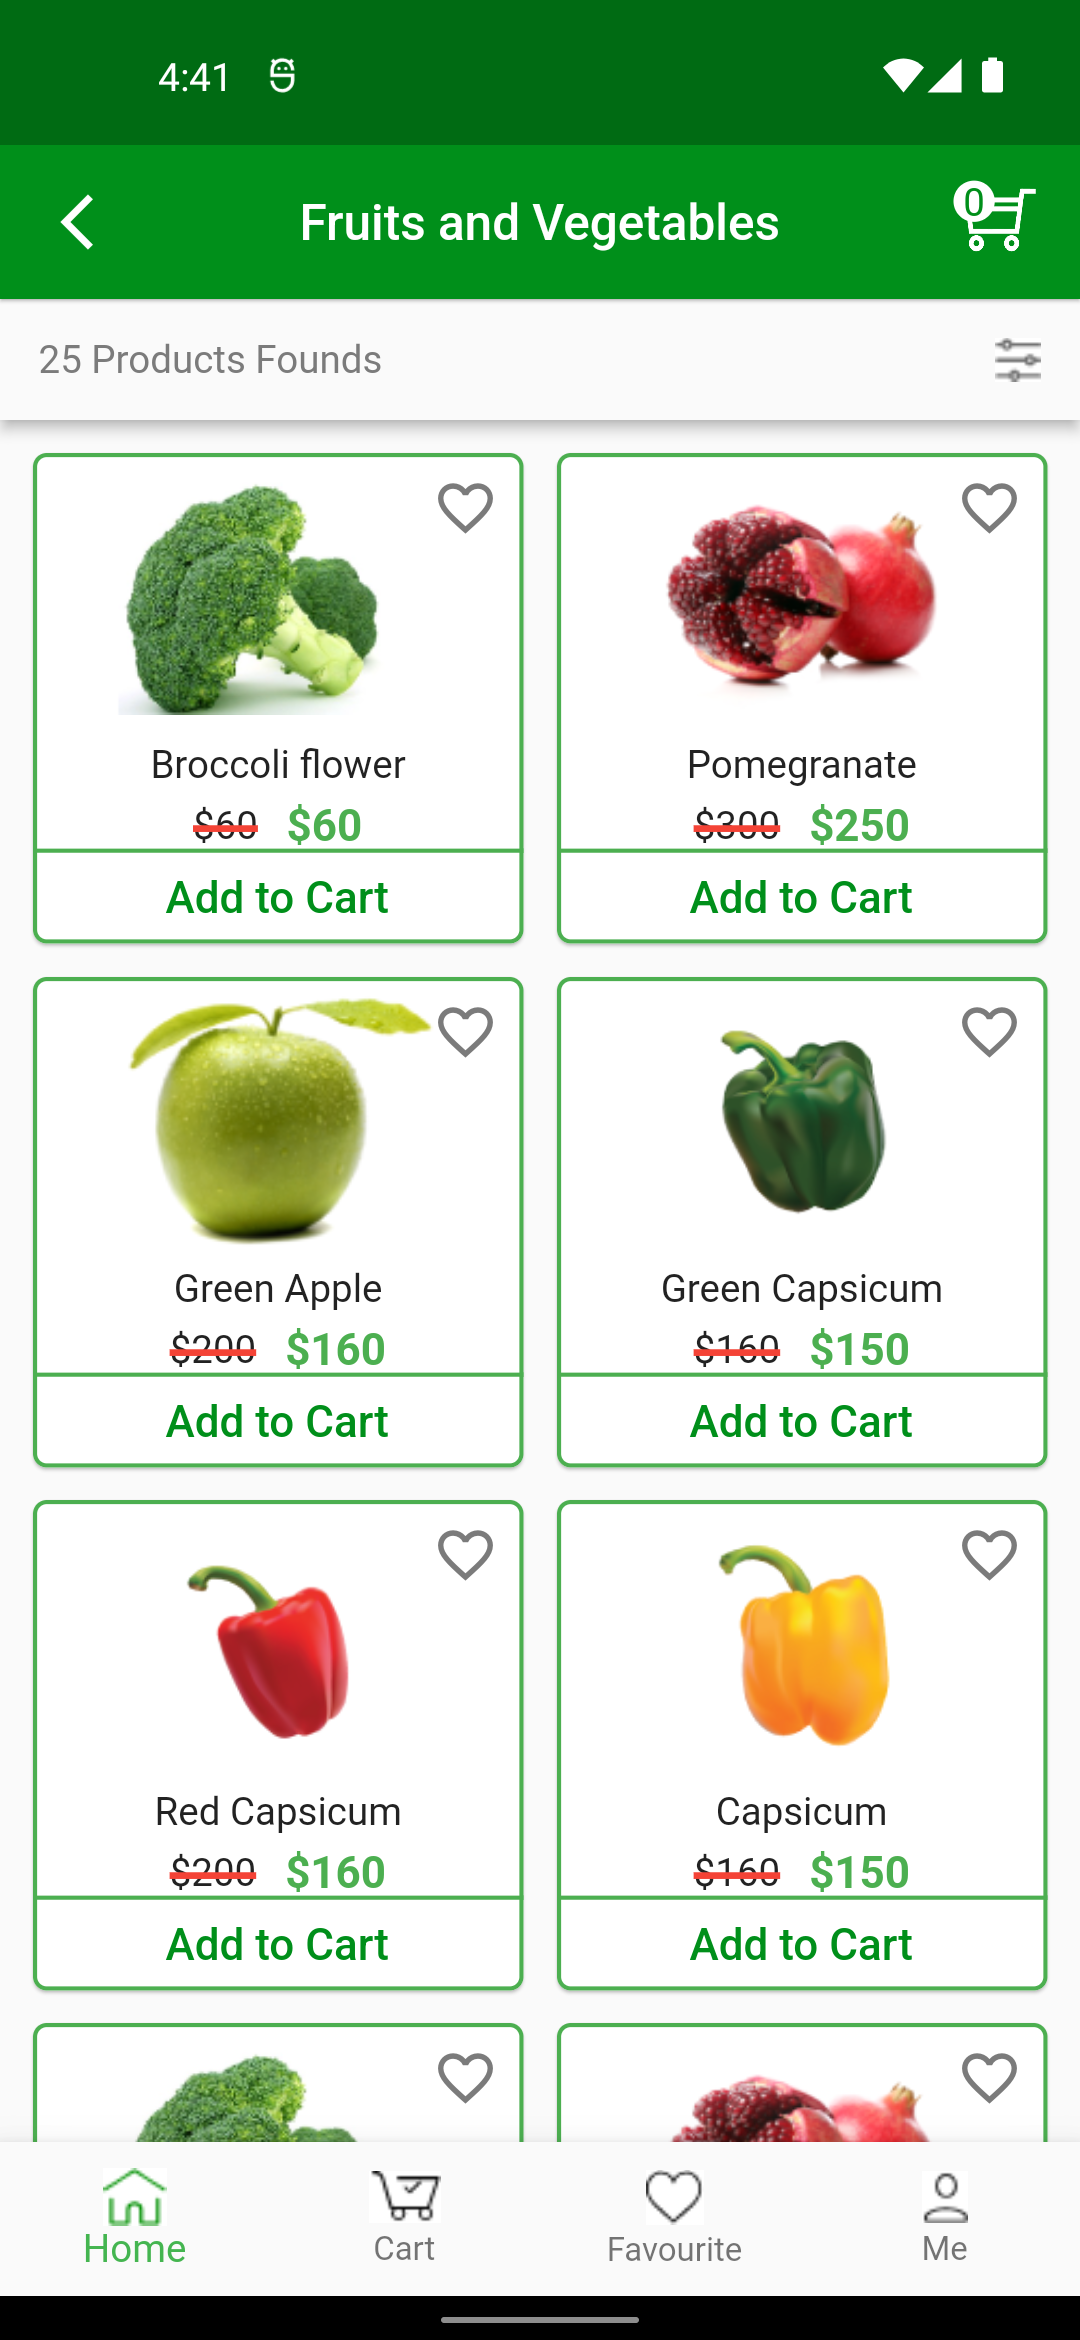 4:41
Fruits and Vegetables
0
25 Products Founds
Broccoli flower
$60 $60
Add to Cart
Pomegranate
$300 $250
Add to Cart
Green Apple
$200 $160
Add to Cart
Green Capsicum
$160 $150
Add to Cart
Red Capsicum
$200 $160
Add to Cart
Capsicum
$160 $150
Add to Cart
Home
Cart
Favourite
Me